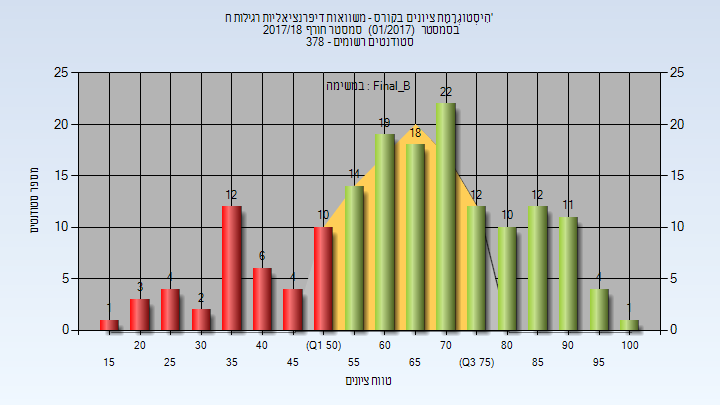 הִיסְטוֹגְרָמַת ציונים בקורס - משוואות דיפרנציאליות רגילות ח'
בסמסטר (01/2017) סמסטר חורף 2017/18
סטודנטים רשומים - 378
במשימה : Final_B
25 25
20 20
15 15
10 10
5 5
0 0
מספר סטודנטים
1 3 4 2 12 6 4 10 14 19 18 22 12 10 12 11 4 1
20 30 40 (Q1 50) 60 70 80 90 100
15 25 35 45 55 65 (Q3 75) 85 95
טווח ציונים